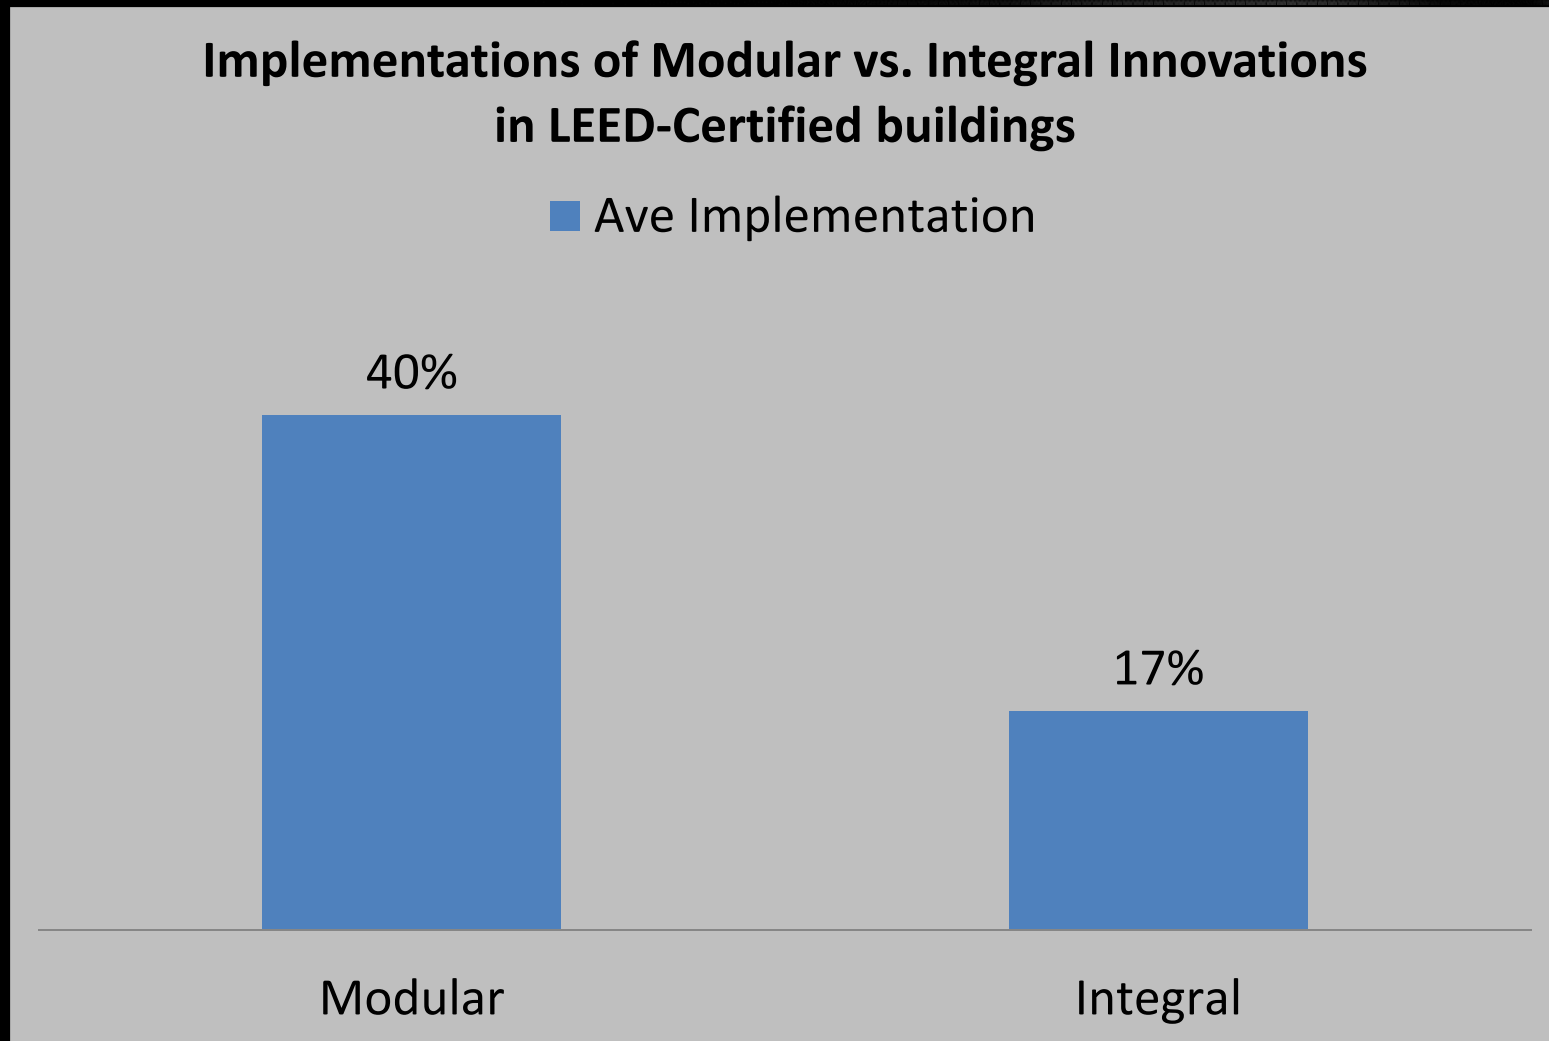 Implementations of Modular vs. Integral Innovations
in LEED-Certified buildings
Ave Implementation
40%
17%
Modular
Integral